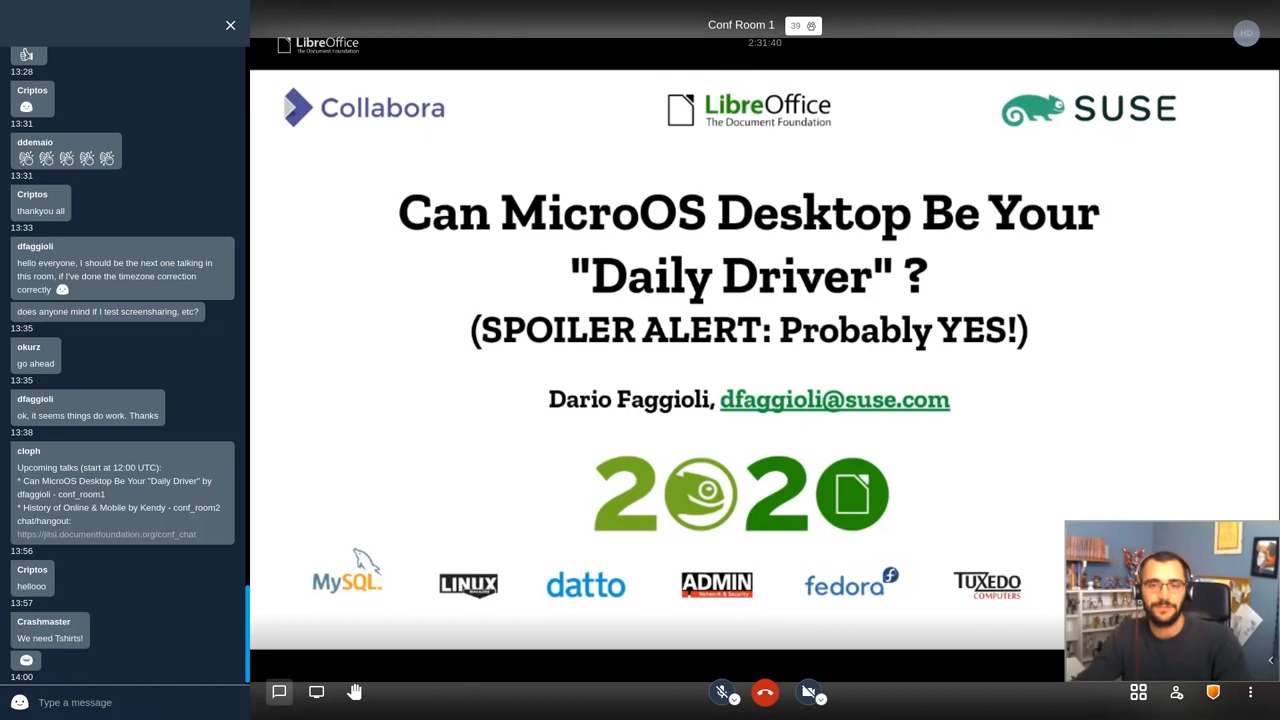 13:28
Criptos
13:31
ddemaio
13:31
Criptos
thankyou all
13:33
dfaggioli
hello everyone, I should be the next one talking in
this room, if I've done the timezone correction
correctly
does anyone mind if I test screensharing, etc?
13:35
okurz
go ahead
13:35
dfaggioli
ok, it seems things do work. Thanks
13:38
cloph
Upcoming talks (start at 12:00 UTC):
* Can MicroOS Desktop Be Your "Daily Driver" by
dfaggioli - conf_room1
* History of Online & Mobile by Kendy - conf_room2
chat/hangout:
https://jitsi.documentfoundation.org/conf_chat
13:56
Criptos
hellooo
13:57
Crashmaster
We need Tshirts!
14:00
Type a message
Conf Room 1 39
2:31:40
HD
LibreOffice
The Document Foundation
Collabora
LibreOffice
The Document Foundation
SUSE
Can MicroOS Desktop Be Your
"Daily Driver" ?
(SPOILER ALERT: Probably YES!)
Dario Faggioli, dfaggioli@suse.com
2020
MySQL
LINUX
datto
ADMIN
Network & Security
fedora
TUXEDO
COMPUTERS